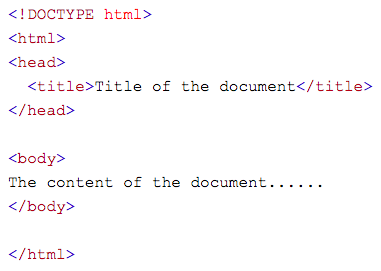 <!DOCTYPE html>
<html>
<head>
  <title>Title of the document</title>
</head>

<body>
The content of the document......
</body>

</html>